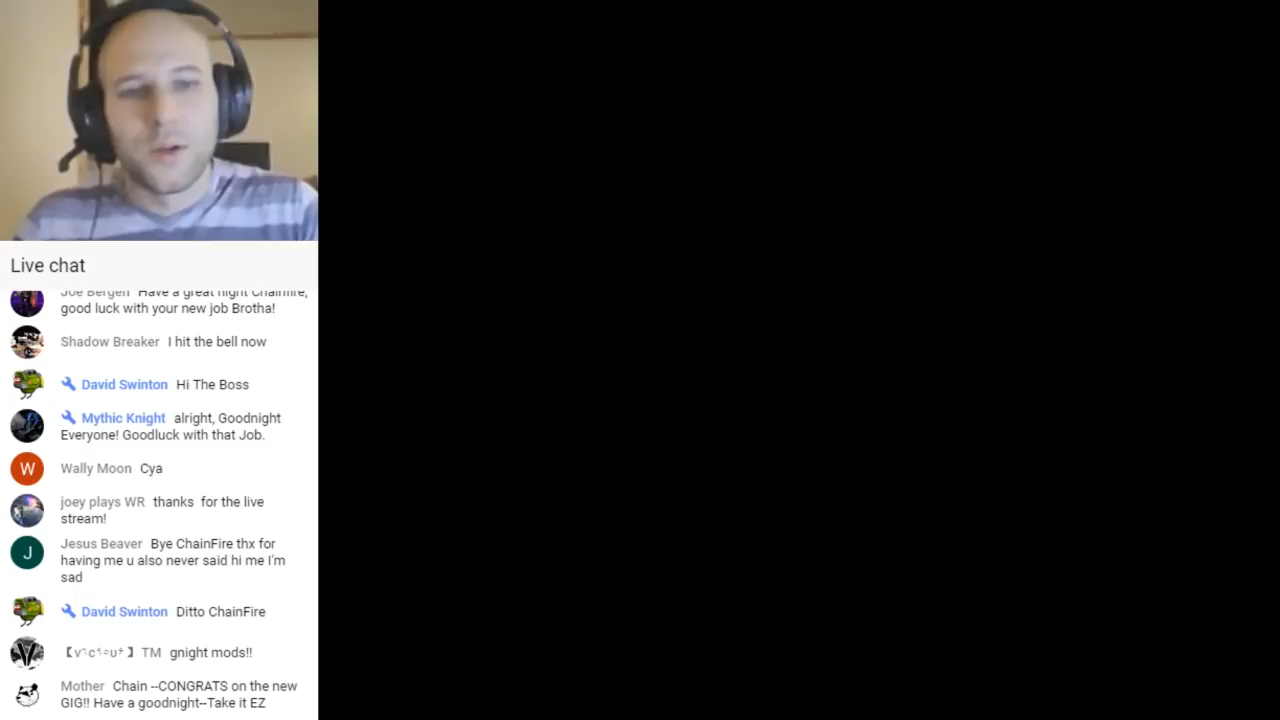 Live chat
Joe Bergen Have a great night Chainfire,
good luck with your new job Brotha!
Shadow Breaker I hit the bell now
David Swinton Hi The Boss
Mythic Knight alright, Goodnight
Everyone! Goodluck with that Job.
W
Wally Moon Cya
joey plays WR thanks for the live
stream!
J
Jesus Beaver Bye ChainFire thx for
having me u also never said hi me I'm
sad
David Swinton Ditto ChainFire
TM gnight mods!!
Mother Chain --CONGRATS on the new
GIG!! Have a goodnight--Take it EZ